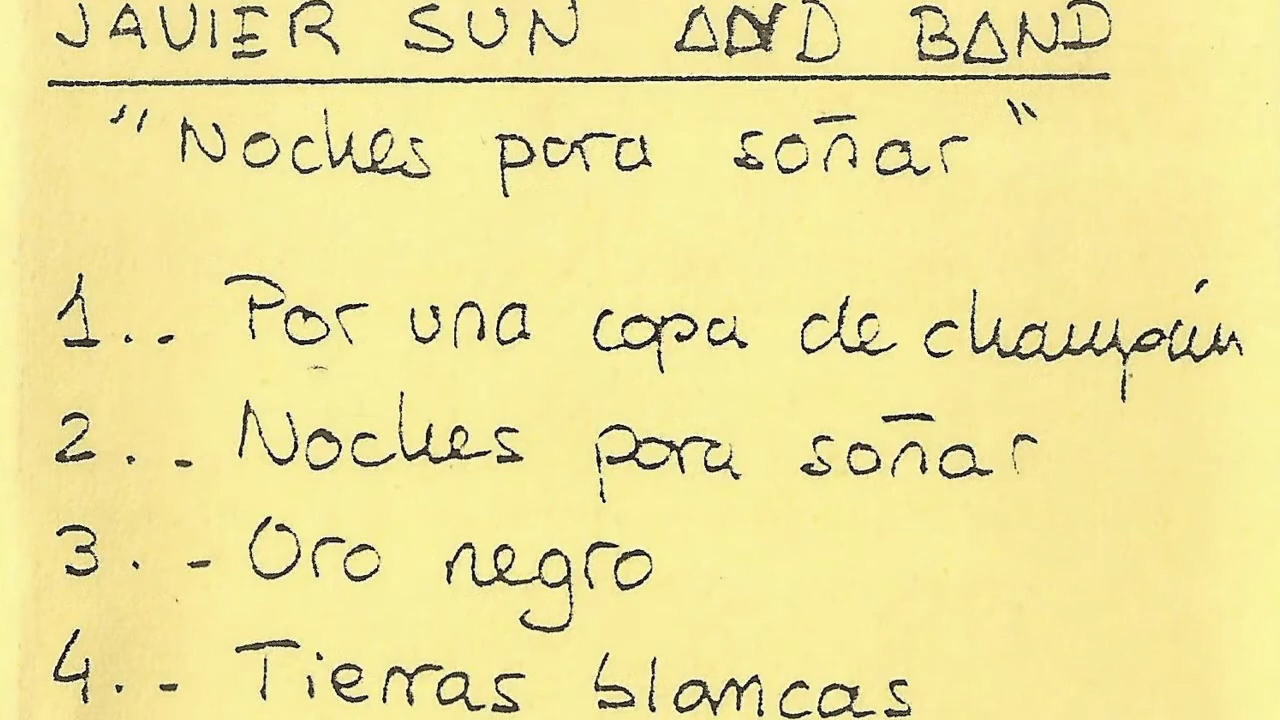 JAVIER SUN AND BAND
"Noches para soñar"
1.- Por una copa de champán
2.- Noches para soñar
3.- Oro negro
4.- Tierras blancas